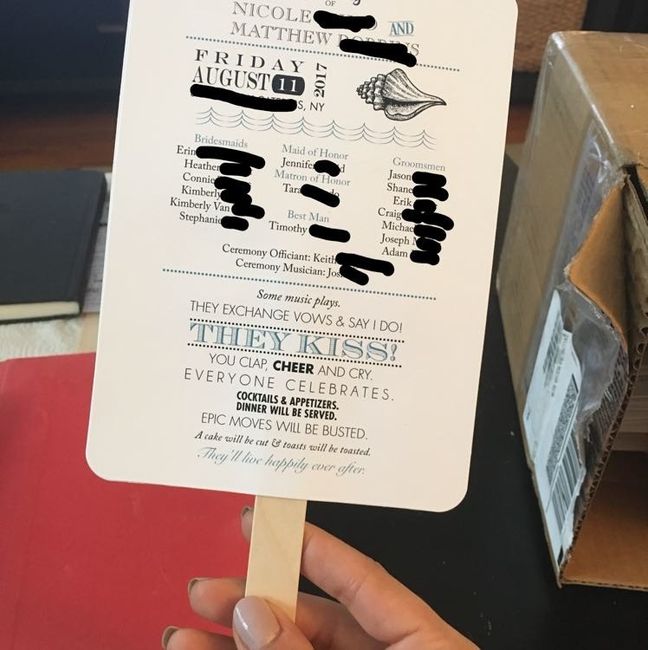 OF
NICOLE AND
MATTHEW
FRIDAY
AUGUST 11 2017
S, NY
Bridesmaids
Erin
Heather
Connie
Kimberly
Kimberly Van
Stephanie
Maid of Honor
Jennife
Matron of Honor
Tara
Best Man
Timothy
Groomsmen
Jason
Shane
Erik
Craig
Michae
Joseph
Adam
Ceremony Officiant: Keith
Ceremony Musician: Jos
Some music plays.
THEY EXCHANGE VOWS & SAY I DO!
THEY KISS!
YOU CLAP, CHEER AND CRY.
EVERYONE CELEBRATES.
COCKTAILS & APPETIZERS.
DINNER WILL BE SERVED.
EPIC MOVES WILL BE BUSTED.
A cake will be cut & toasts will be toasted.
They'll live happily ever after.